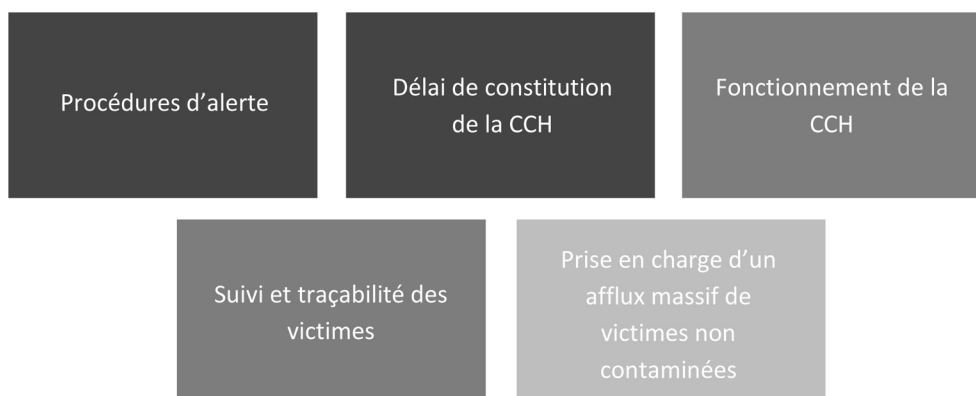 Procédures d’alerte
Délai de constitution
de la CCH
Fonctionnement de la
CCH
Suivi et traçabilité des
victimes
Prise en charge d’un
afflux massif de
victimes non
contaminées